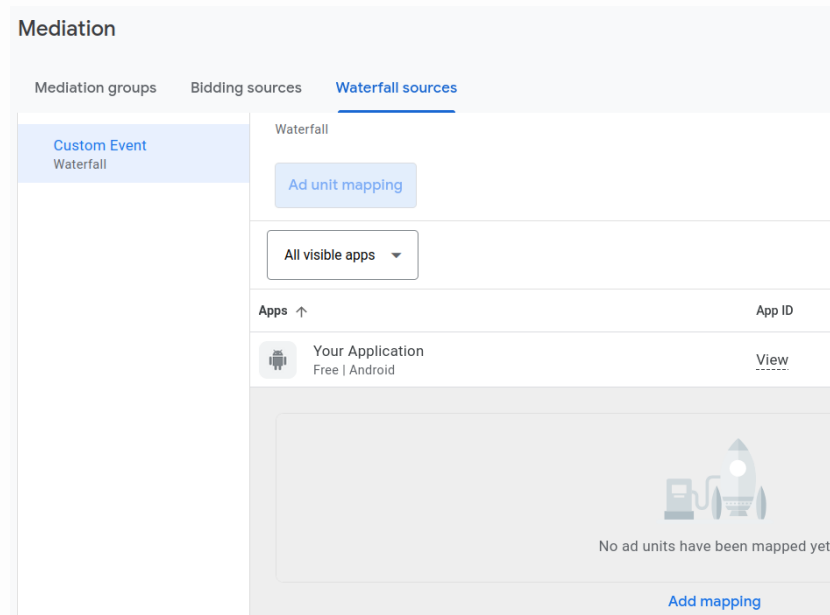 Mediation
Mediation groups
Bidding sources
Waterfall sources
Custom Event
Waterfall
Waterfall
Ad unit mapping
All visible apps
Apps
App ID
Your Application
Free | Android
View
No ad units have been mapped yet
Add mapping